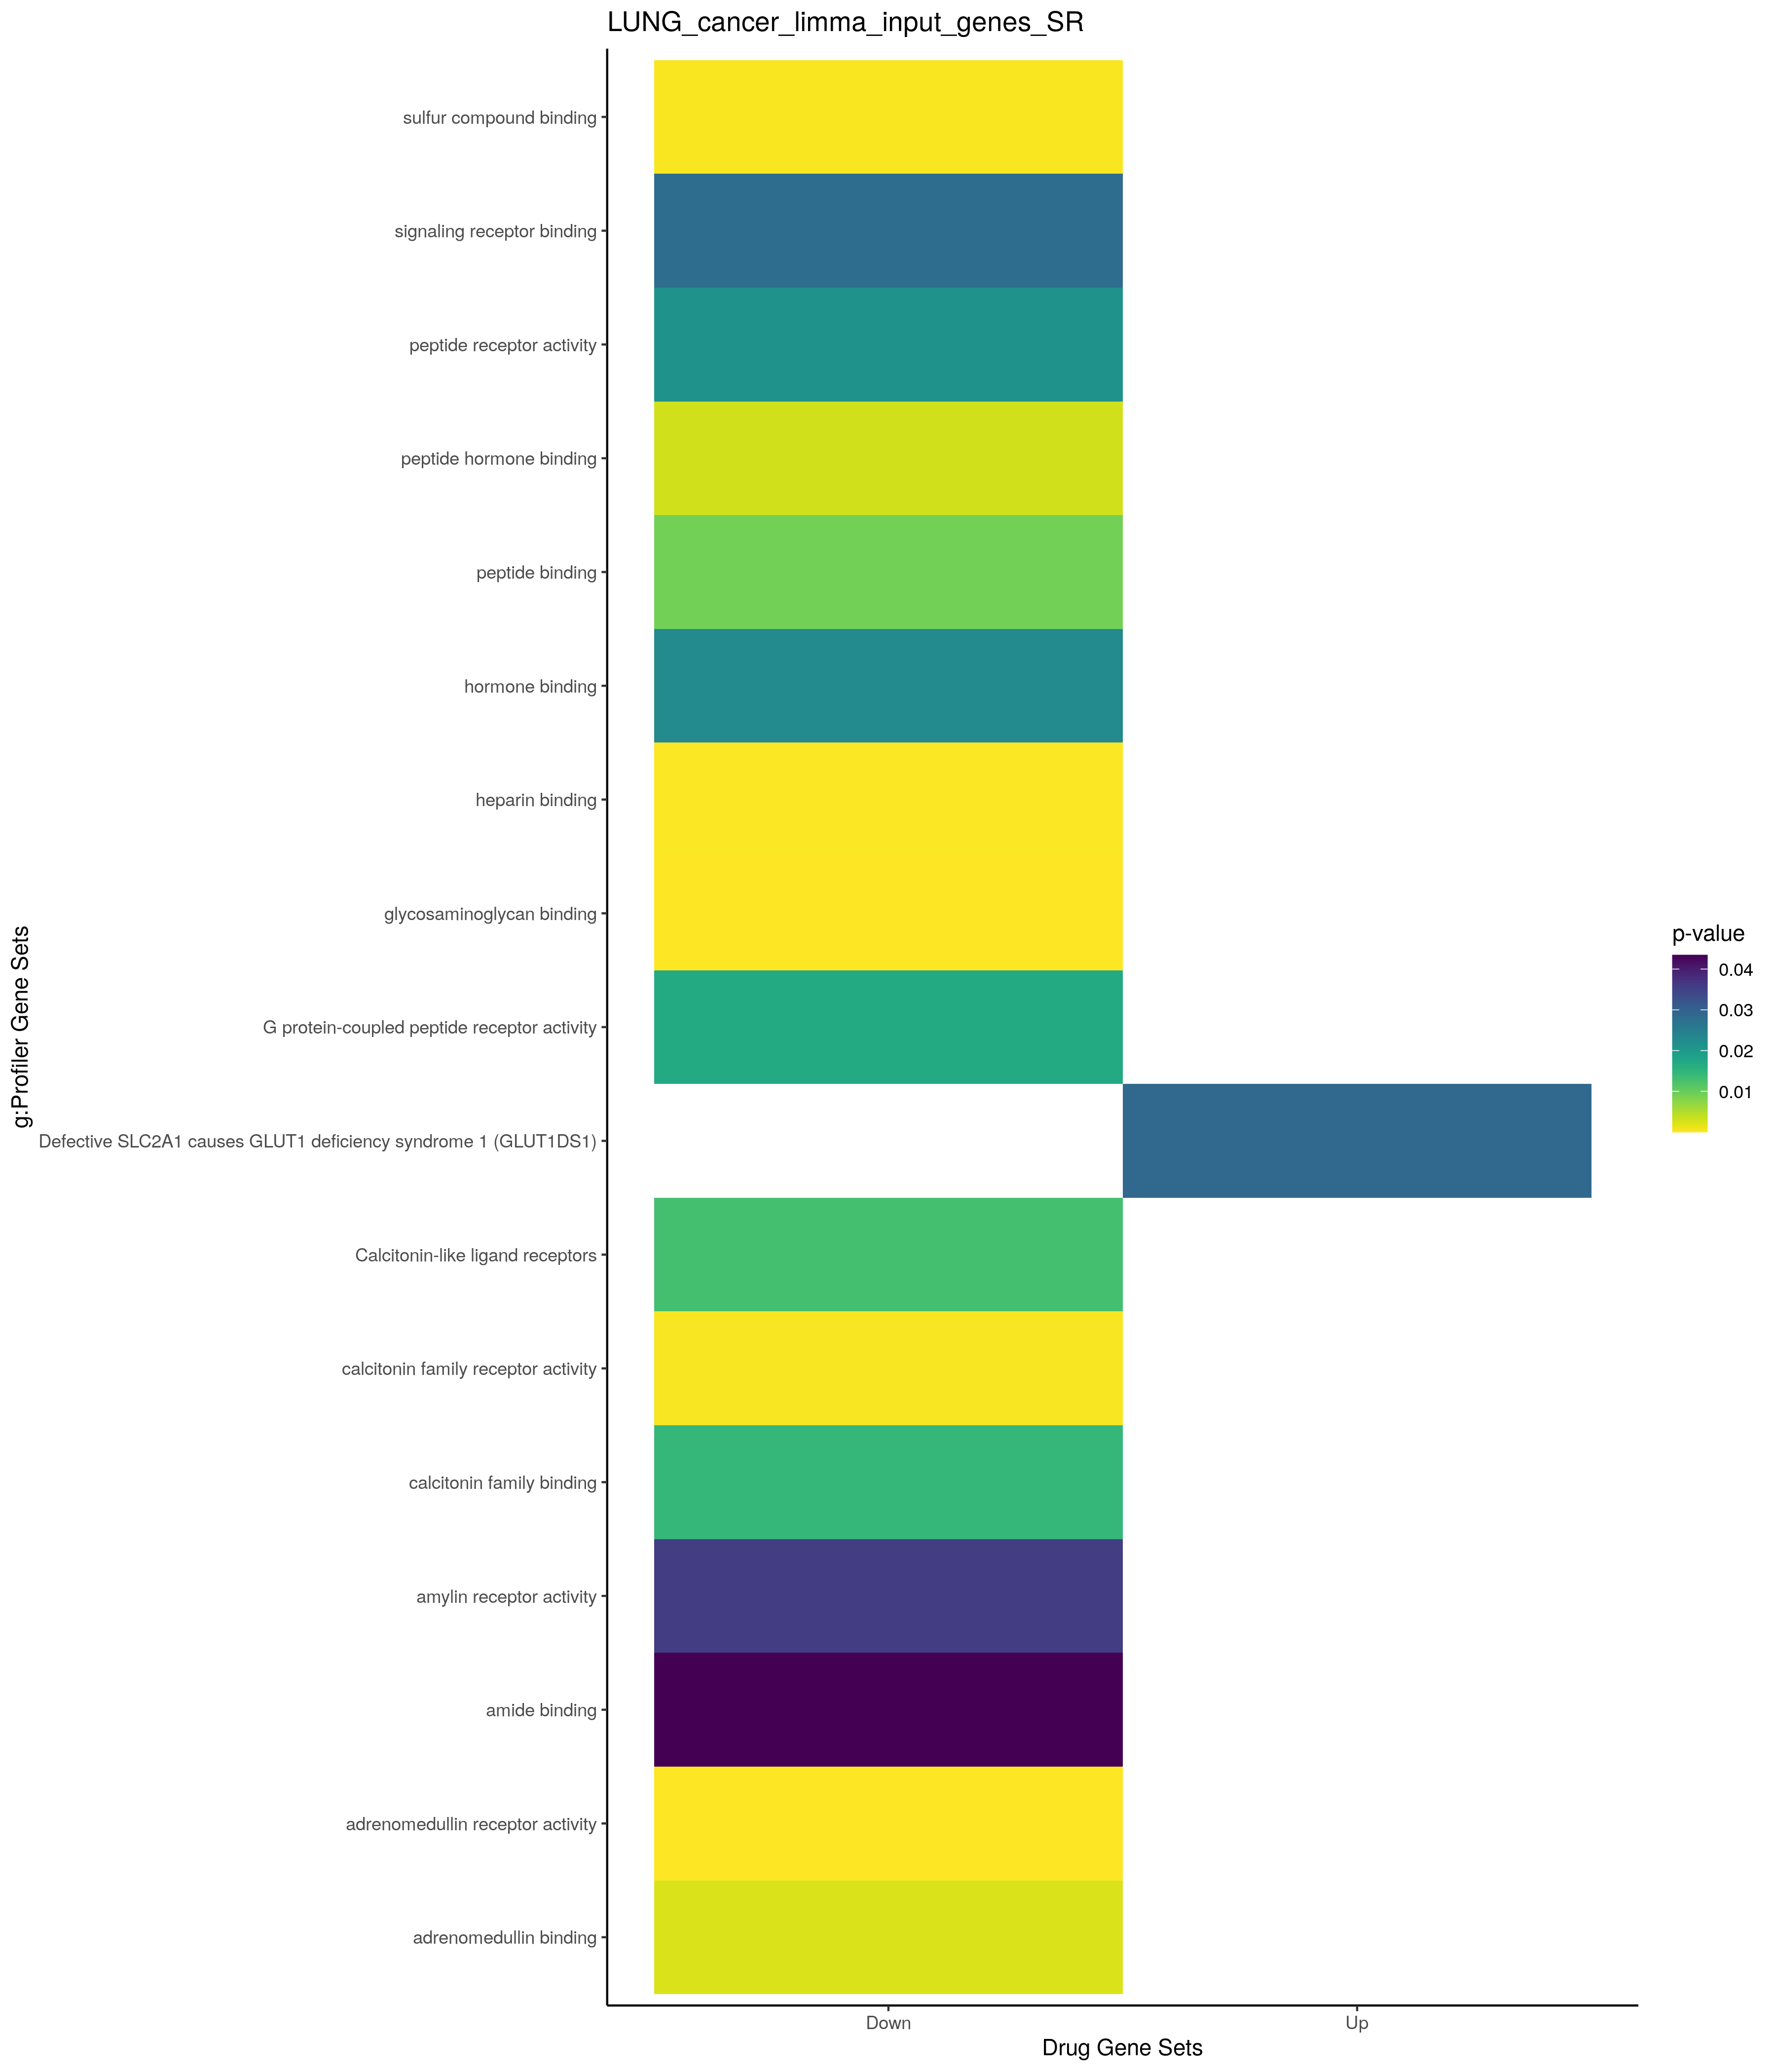 LUNG_cancer_limma_input_genes_SR
sulfur compound binding
signaling receptor binding
peptide receptor activity
peptide hormone binding
peptide binding
hormone binding
heparin binding
glycosaminoglycan binding
G protein-coupled peptide receptor activity
Defective SLC2A1 causes GLUT1 deficiency syndrome 1 (GLUT1DS1)
Calcitonin-like ligand receptors
calcitonin family receptor activity
calcitonin family binding
amylin receptor activity
amide binding
adrenomedullin receptor activity
adrenomedullin binding
g:Profiler Gene Sets
Down
Up
Drug Gene Sets
p-value
0.04
0.03
0.02
0.01